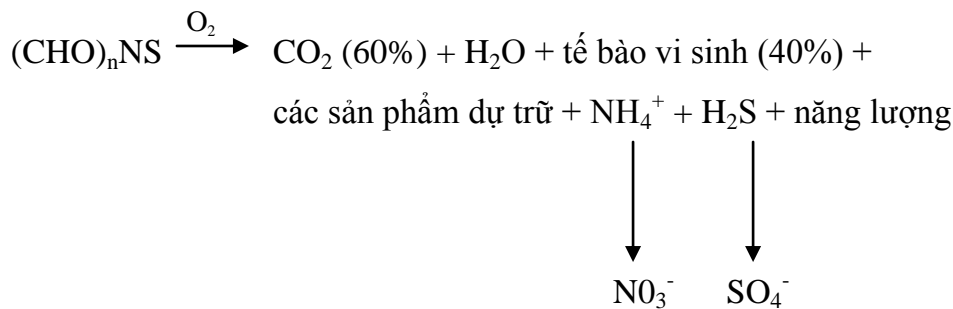 O₂
(CHO)ₙNS → CO₂ (60%) + H₂O + tế bào vi sinh (40%) +
các sản phẩm dự trữ + NH₄⁺ + H₂S + năng lượng
N0₃⁻ SO₄⁻